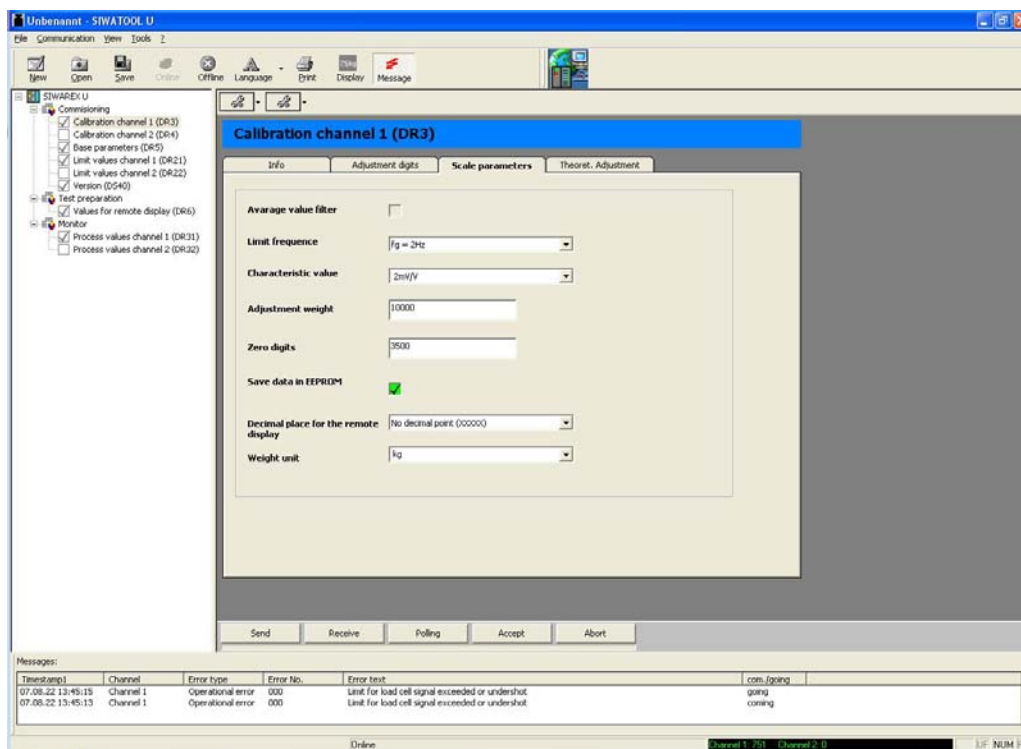 Unbenannt - SIWATOOL U
File Communication View Tools ?
New Open Save Online Offline Language Print Display Message
SIWAREX U
Commisioning
Calibration channel 1 (DR3)
Calibration channel 2 (DR4)
Base parameters (DR5)
Limit values channel 1 (DR21)
Limit values channel 2 (DR22)
Version (DS40)
Test preparation
Values for remote display (DR6)
Monitor
Process values channel 1 (DR31)
Process values channel 2 (DR32)
Calibration channel 1 (DR3)
Info Adjustment digits Scale parameters Theoret. Adjustment
Avarage value filter
Limit frequence fg = 2Hz
Characteristic value 2mV/V
Adjustment weight 10000
Zero digits 3500
Save data in EEPROM
Decimal place for the remote display No decimal point (XXXXX)
Weight unit kg
Send Receive Polling Accept Abort
Messages:
Timestamp1 Channel Error type Error No. Error text com./going
07.08.22 13:45:15 Channel 1 Operational error 000 Limit for load cell signal exceeded or undershot going
07.08.22 13:45:13 Channel 1 Operational error 000 Limit for load cell signal exceeded or undershot coming
Online Channel 1: 751 Channel 2: 0 UF NUM